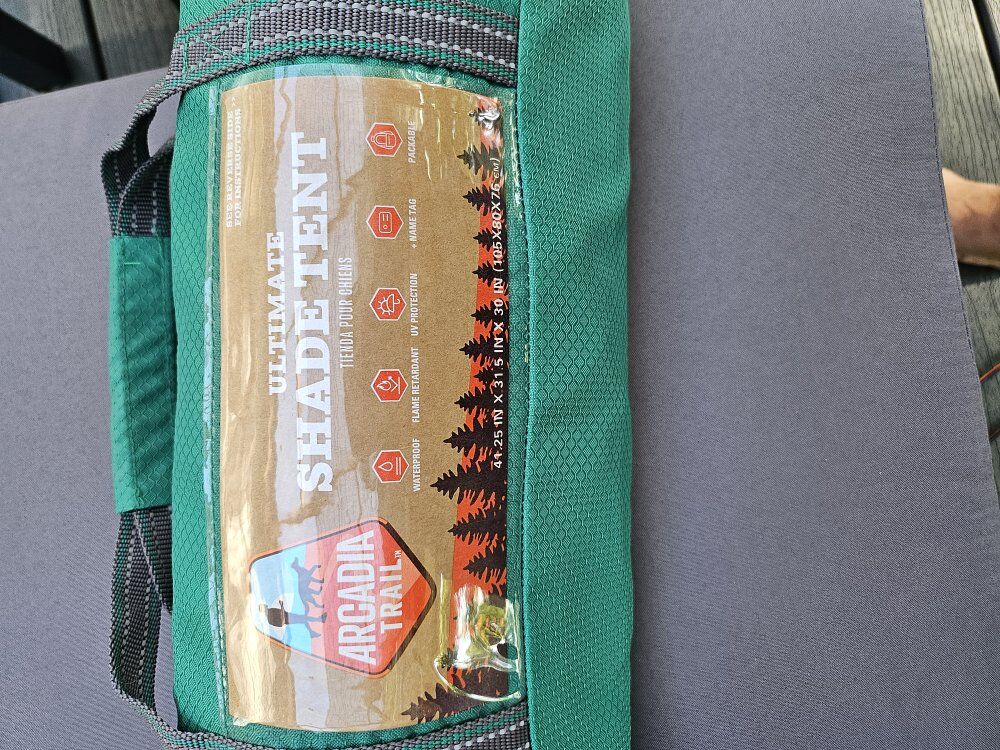 SEE REVERSE SIDE >>
FOR INSTRUCTIONS
ULTIMATE
SHADE TENT
TIENDA POUR CHIENS
ARCADIA
TRAIL™
WATERPROOF
FLAME RETARDANT
UV PROTECTION
+ NAME TAG
PACKABLE
41.25 IN X 31.5 IN X 30 IN (105X80X76 CM)